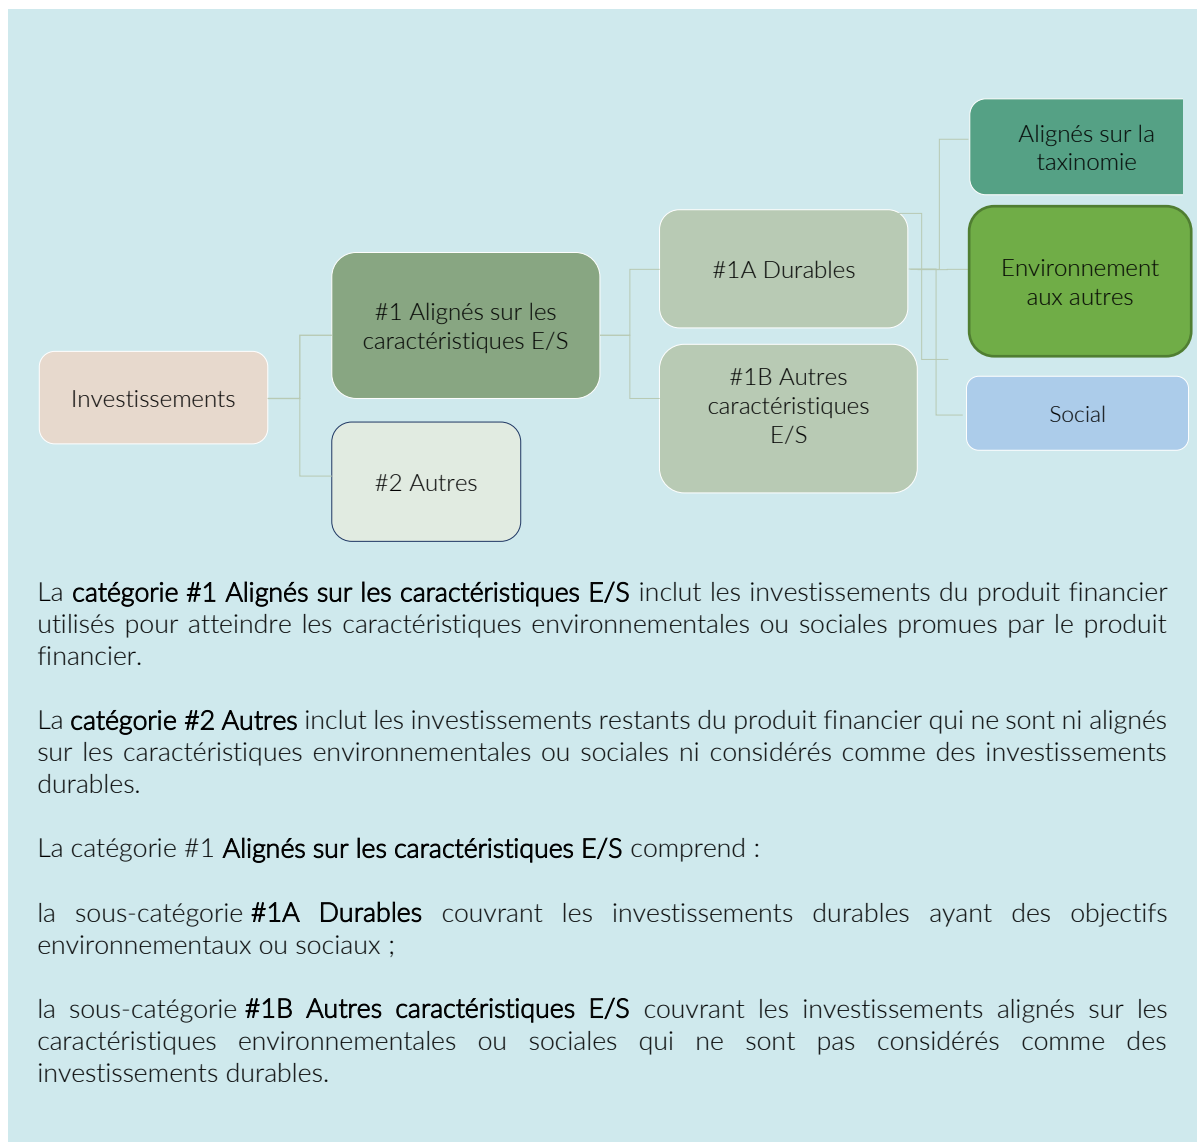 Alignés sur la
taxinomie
#1A Durables
Environnement
aux autres
#1 Alignés sur les
caractéristiques E/S
Investissements
#1B Autres
caractéristiques
E/S
Social
#2 Autres
La catégorie #1 Alignés sur les caractéristiques E/S inclut les investissements du produit financier
utilisés pour atteindre les caractéristiques environnementales ou sociales promues par le produit
financier.
La catégorie #2 Autres inclut les investissements restants du produit financier qui ne sont ni alignés
sur les caractéristiques environnementales ou sociales ni considérés comme des investissements
durables.
La catégorie #1 Alignés sur les caractéristiques E/S comprend :
la sous-catégorie #1A Durables couvrant les investissements durables ayant des objectifs
environnementaux ou sociaux ;
la sous-catégorie #1B Autres caractéristiques E/S couvrant les investissements alignés sur les
caractéristiques environnementales ou sociales qui ne sont pas considérés comme des
investissements durables.